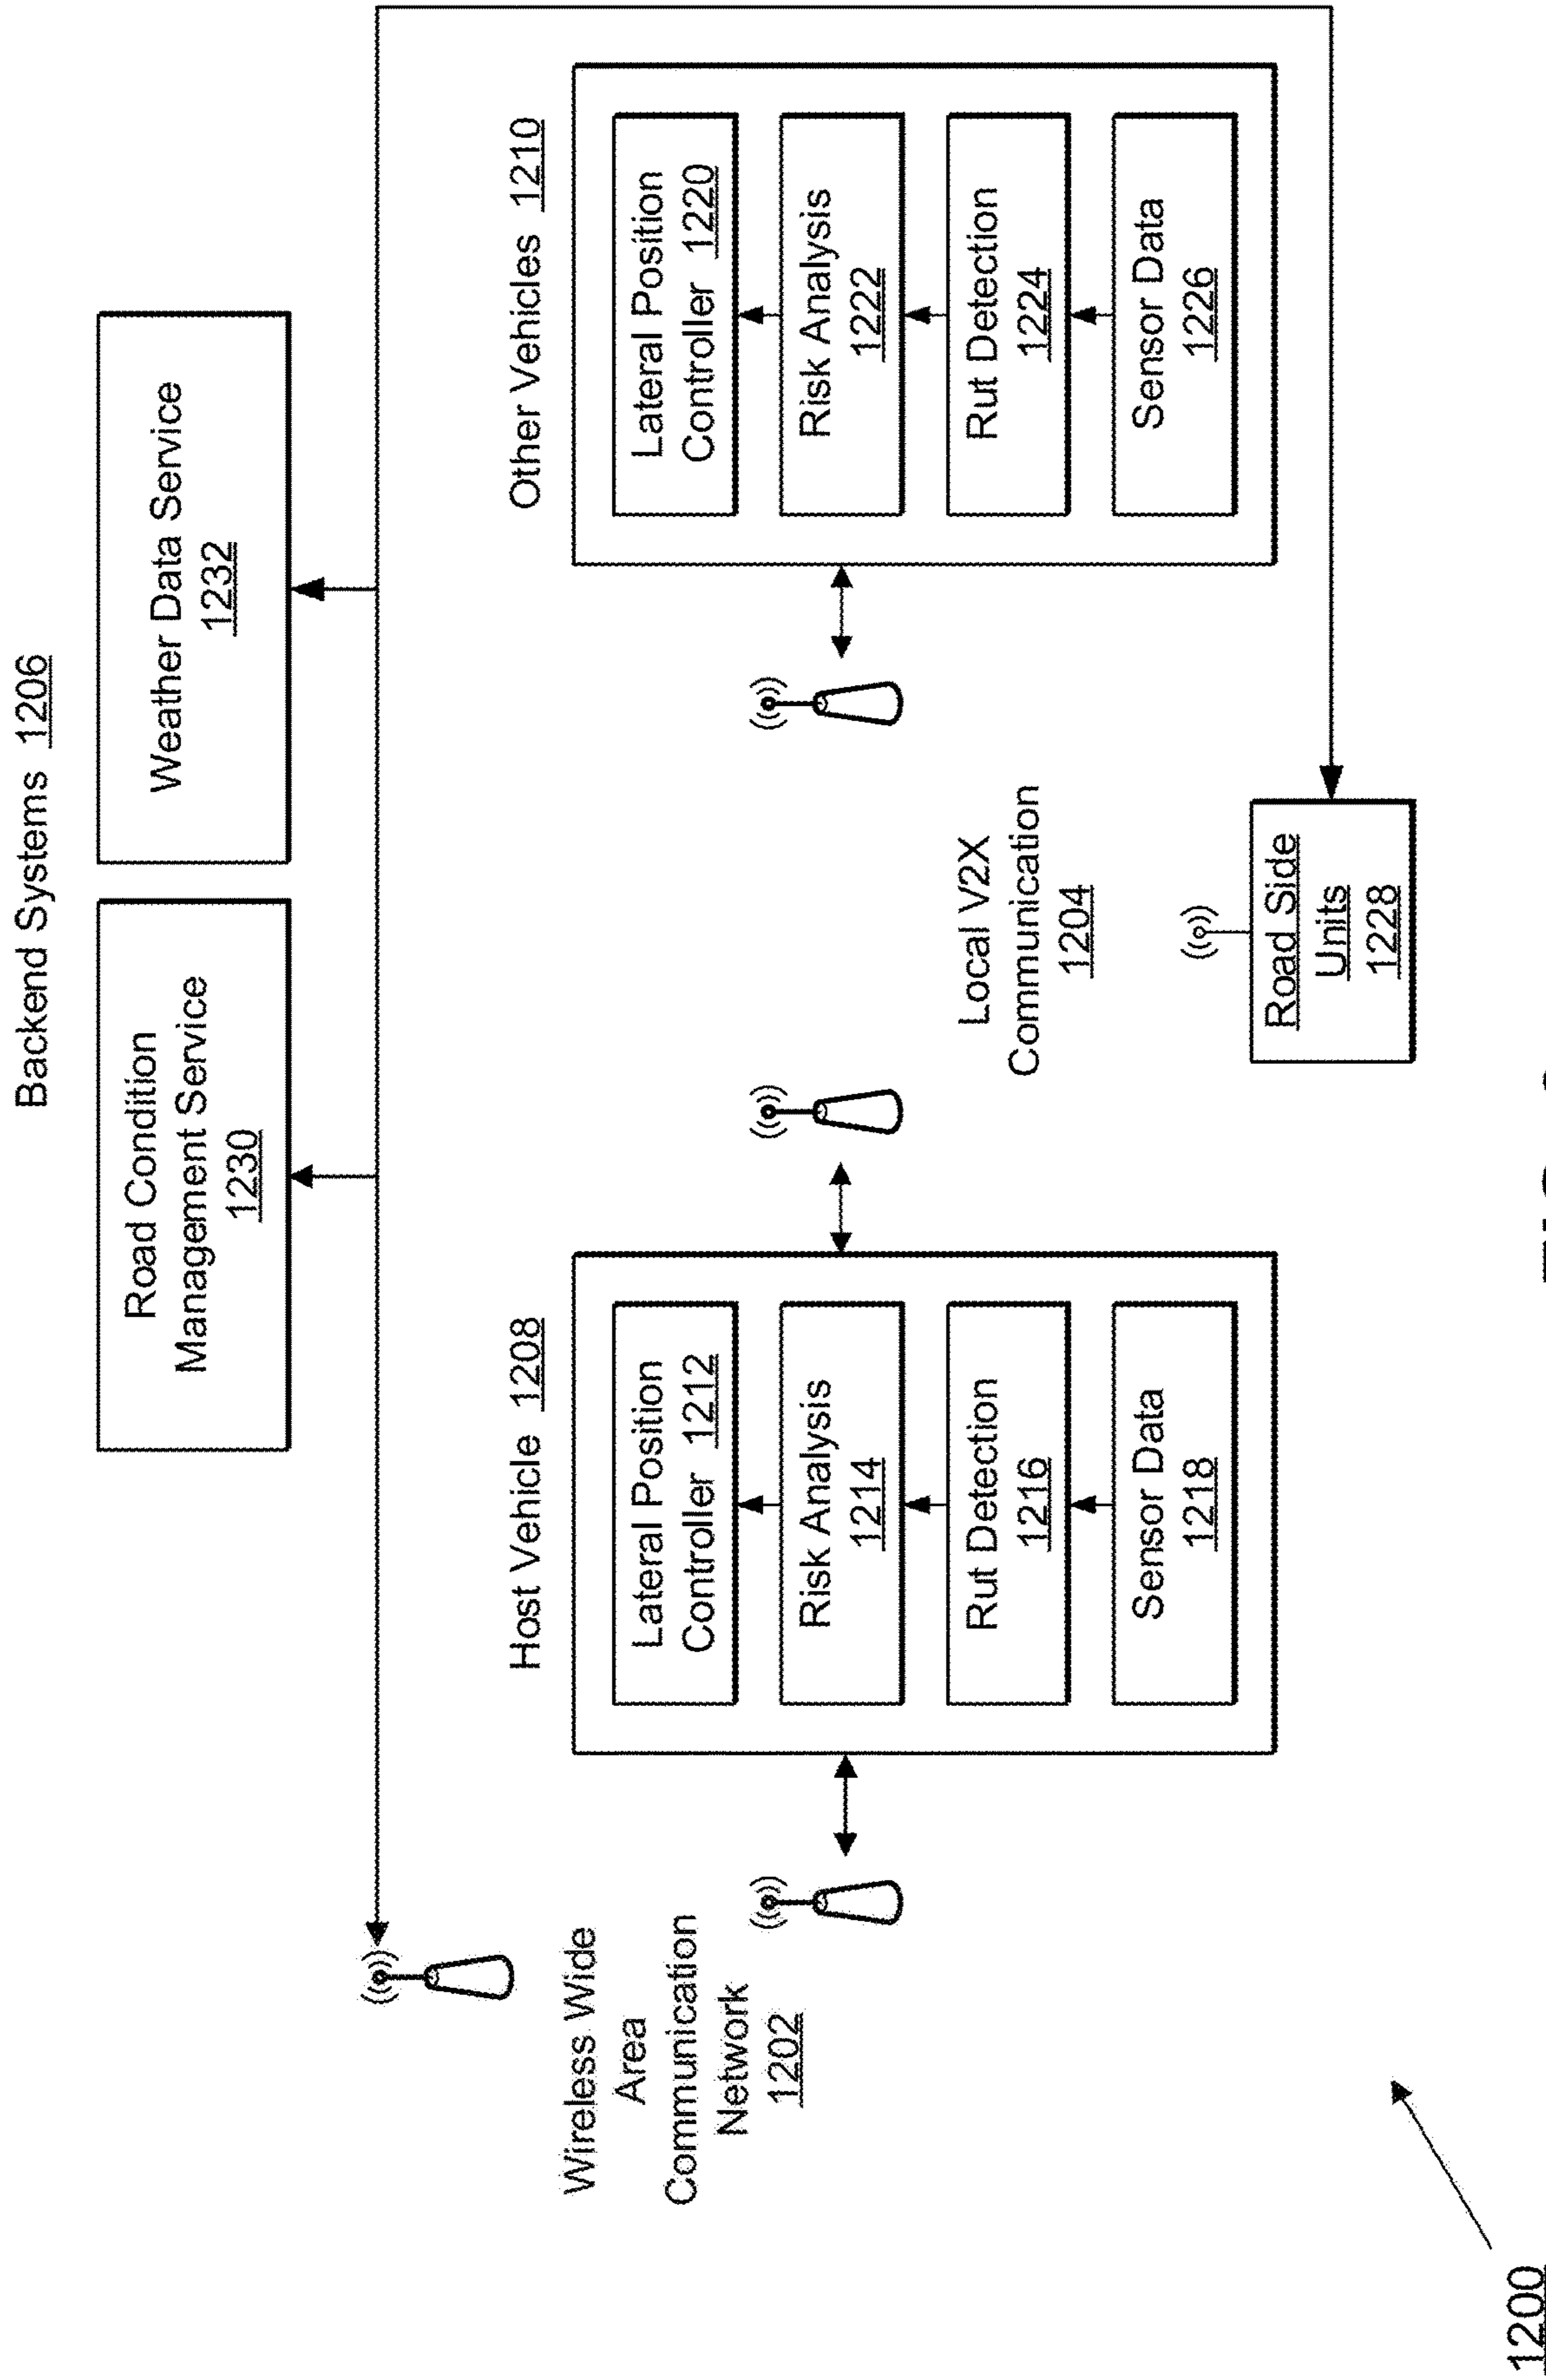 Backend Systems 1206
Road Condition
Management Service
1230
Weather Data Service
1232
Wireless Wide
Area
Communication
Network
1202
Host Vehicle 1208
Lateral Position
Controller 1212
Risk Analysis
1214
Rut Detection
1216
Sensor Data
1218
Local V2X
Communication
1204
Road Side
Units
1228
Other Vehicles 1210
Lateral Position
Controller 1220
Risk Analysis
1222
Rut Detection
1224
Sensor Data
1226
1200